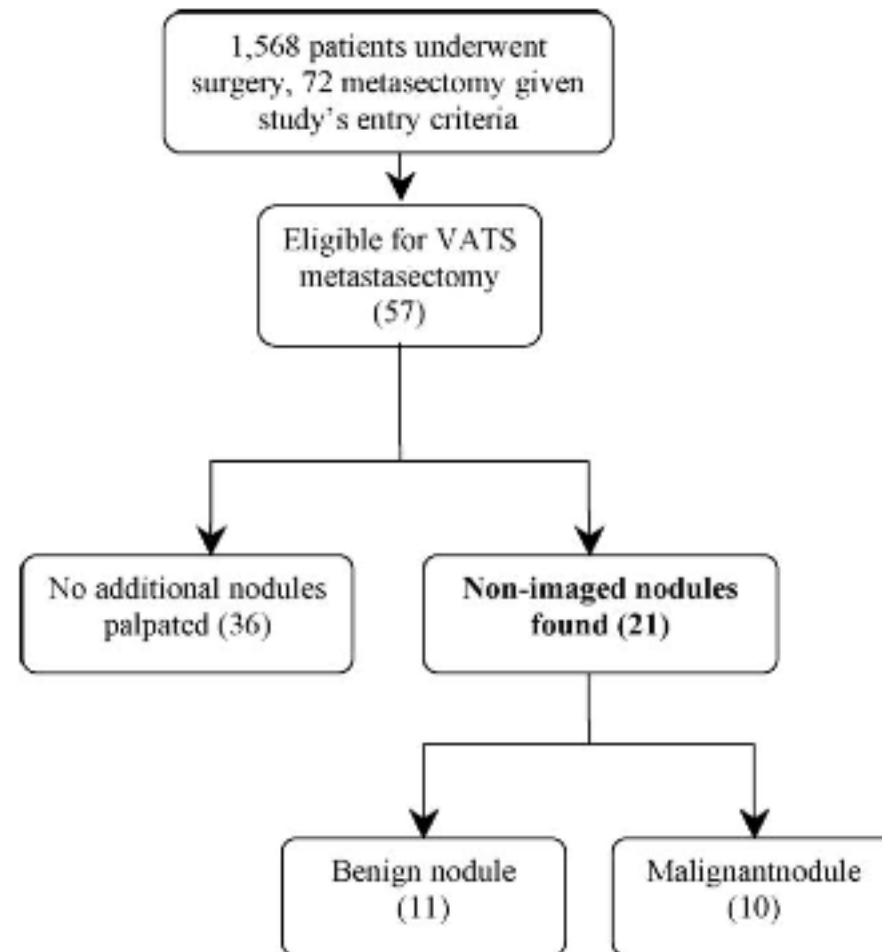 1,568 patients underwent
surgery, 72 metasectomy given
study's entry criteria
Eligible for VATS
metastasectomy
(57)
No additional nodules
palpated (36)
Non-imaged nodules
found (21)
Benign nodule
(11)
Malignantnodule
(10)